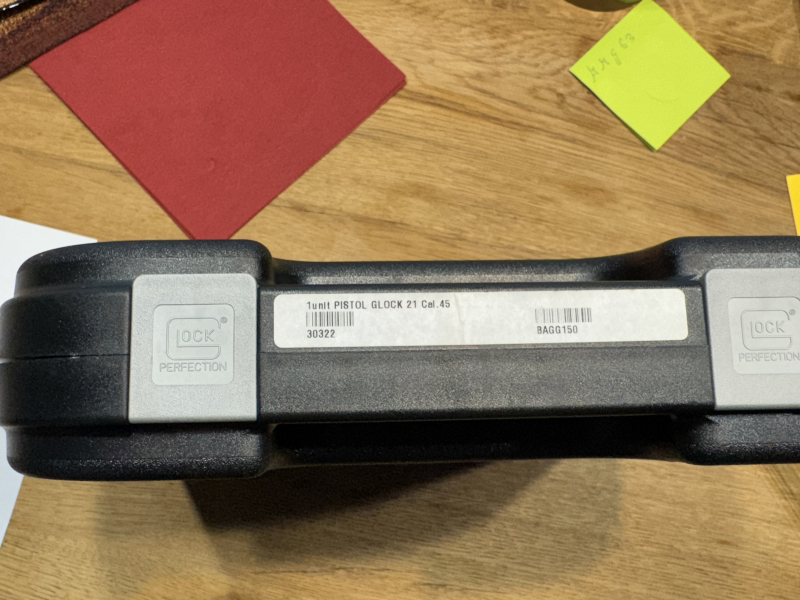 1unit PISTOL GLOCK 21 Cal.45
30322
BAGG150
GLOCK
PERFECTION
GLOCK
PERFECTION